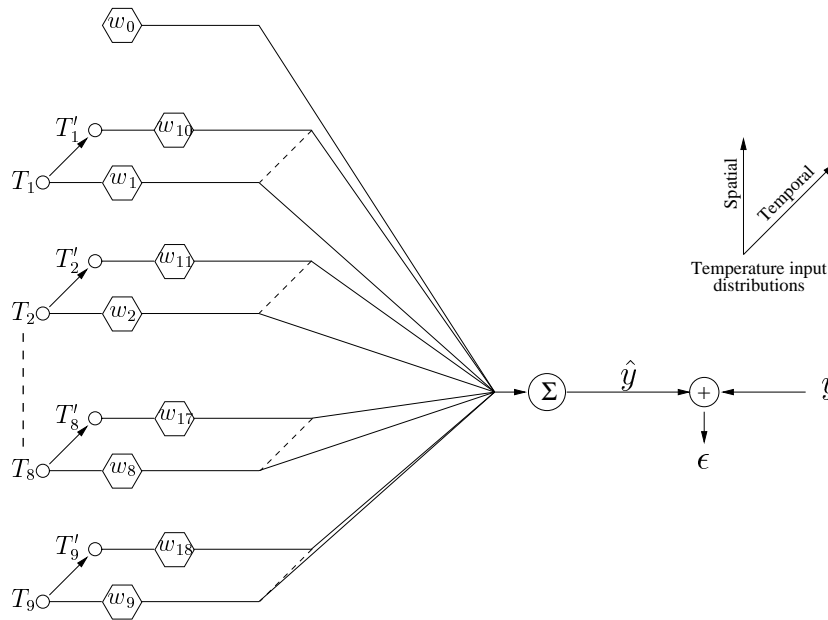 w₀
T′₁ w₁₀
T₁ w₁
T′₂ w₁₁
T₂ w₂
Spatial
Temporal
Temperature input
distributions
Σ ŷ + y
ϵ
T′₈ w₁₇
T₈ w₈
T′₉ w₁₈
T₉ w₉